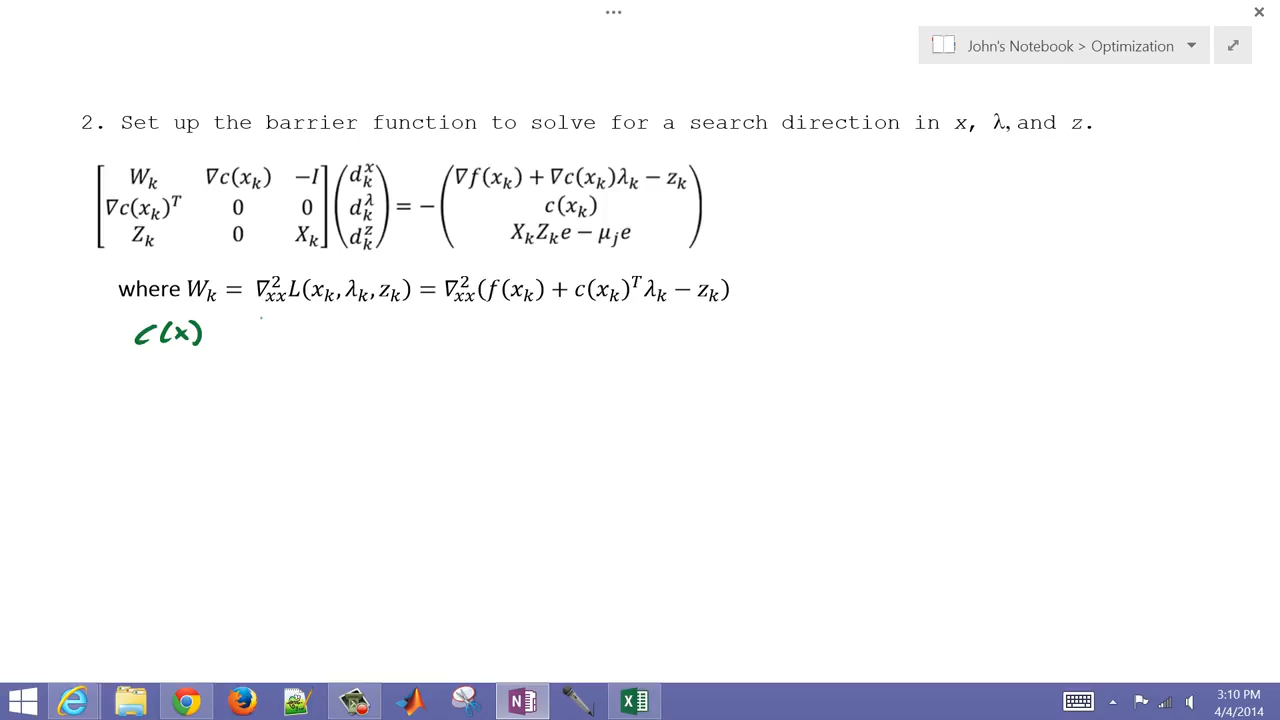 John's Notebook > Optimization
2. Set up the barrier function to solve for a search direction in x, λ, and z.
[ W_k ∇c(x_k) -I ; ∇c(x_k)^T 0 0 ; Z_k 0 X_k ] ( d_k^x ; d_k^λ ; d_k^z ) = - ( ∇f(x_k) + ∇c(x_k)λ_k - z_k ; c(x_k) ; X_k Z_k e - μ_j e )
where W_k = ∇²_xx L(x_k, λ_k, z_k) = ∇²_xx (f(x_k) + c(x_k)^T λ_k - z_k)
c(x)
3:10 PM
4/4/2014